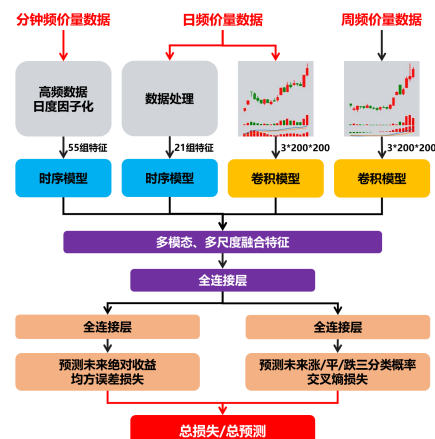 分钟频价量数据
日频价量数据
周频价量数据
高频数据
日度因子化
数据处理
55组特征
21组特征
3*200*200
3*200*200
时序模型
时序模型
卷积模型
卷积模型
多模态、多尺度融合特征
全连接层
全连接层
全连接层
预测未来绝对收益
均方误差损失
预测未来涨/平/跌三分类概率
交叉熵损失
总损失/总预测